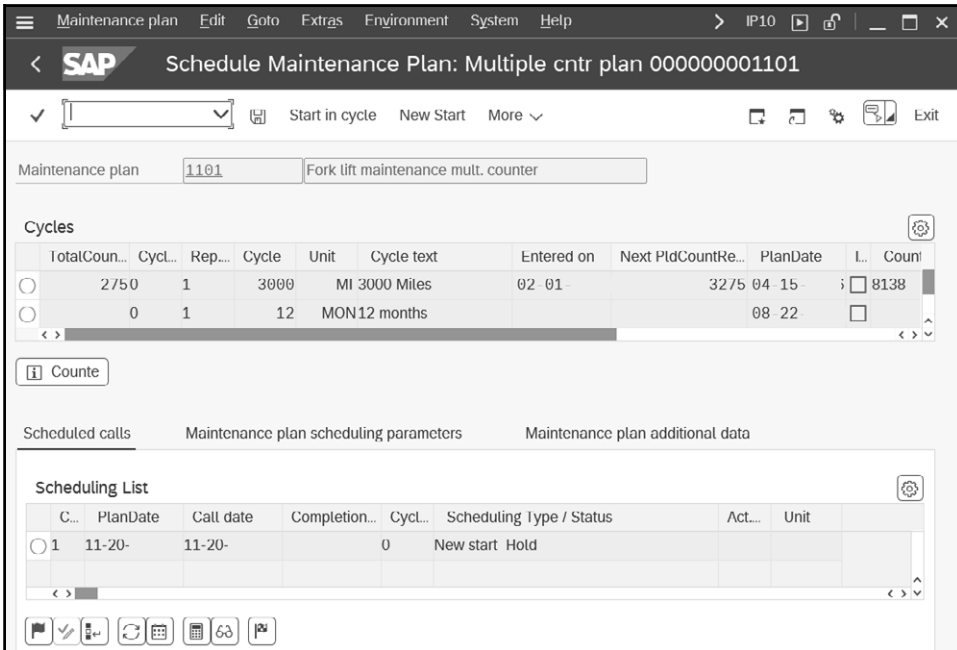 Maintenance plan Edit Goto Extras Environment System Help IP10
SAP Schedule Maintenance Plan: Multiple cntr plan 000000001101
Start in cycle New Start More Exit
Maintenance plan 1101 Fork lift maintenance mult. counter
Cycles
TotalCoun... Cycl... Rep.... Cycle Unit Cycle text Entered on Next PldCountRe... PlanDate I... Count
275 0 1 3000 MI 3000 Miles 02-01- 3275 04-15- 8138
0 1 12 MON 12 months 08-22-
Counte
Scheduled calls Maintenance plan scheduling parameters Maintenance plan additional data
Scheduling List
C... PlanDate Call date Completion... Cycl... Scheduling Type / Status Act.... Unit
1 11-20- 11-20- 0 New start Hold